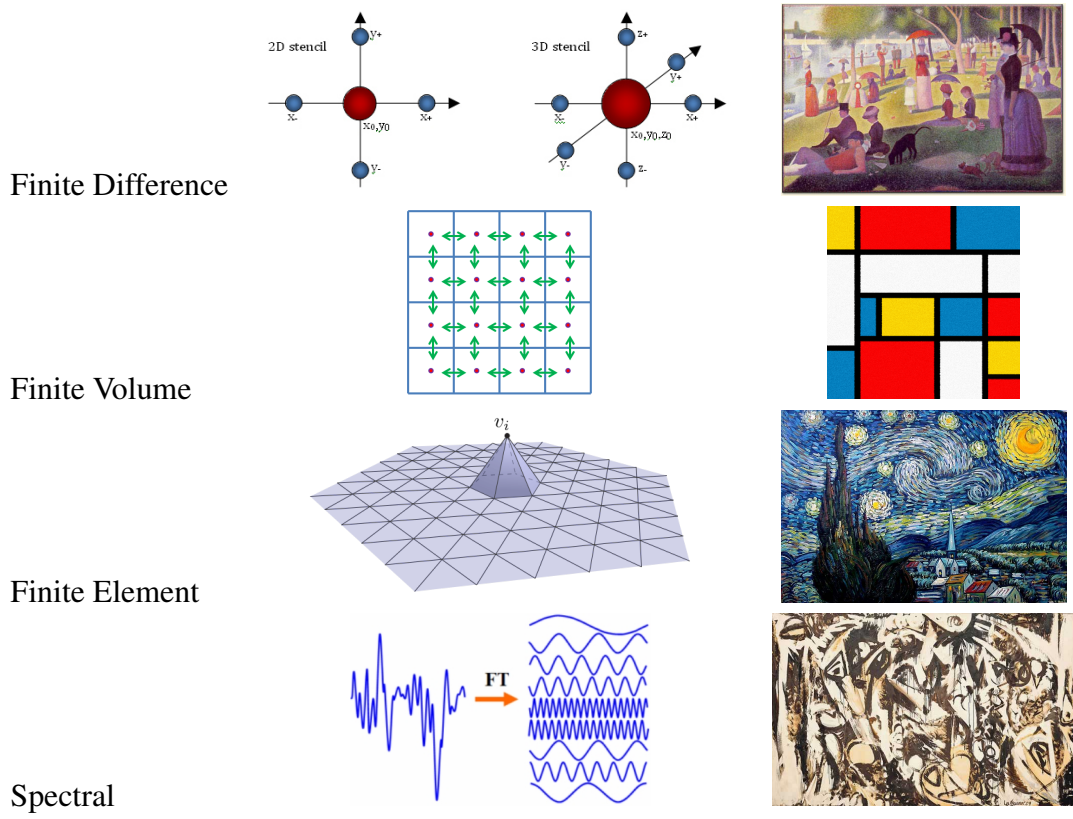 2D stencil
y+
x-
x+
x₀,y₀
y-
3D stencil
z+
y+
x-
x+
x₀,y₀,z₀
y-
z-
Finite Difference
Finite Volume
vᵢ
Finite Element
FT
Spectral